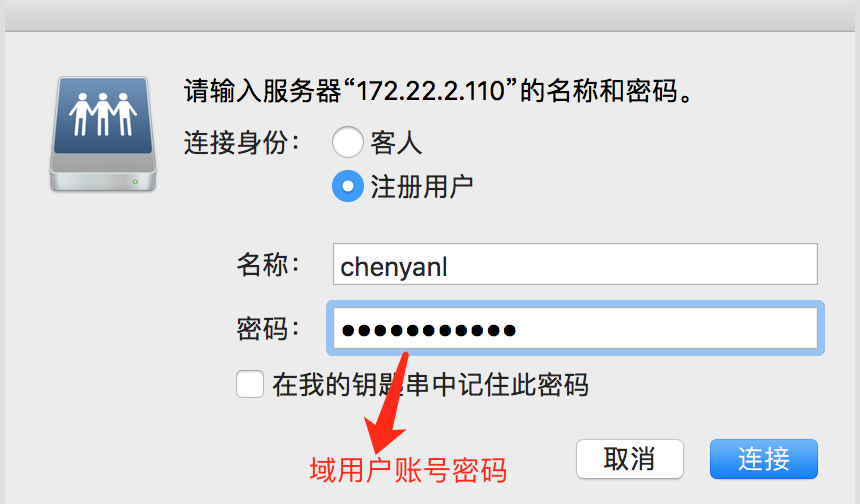 请输入服务器“172.22.2.110”的名称和密码。
连接身份：
客人
注册用户
名称：
chenyanl
密码：
•••••••••••
在我的钥匙串中记住此密码
域用户账号密码
取消
连接